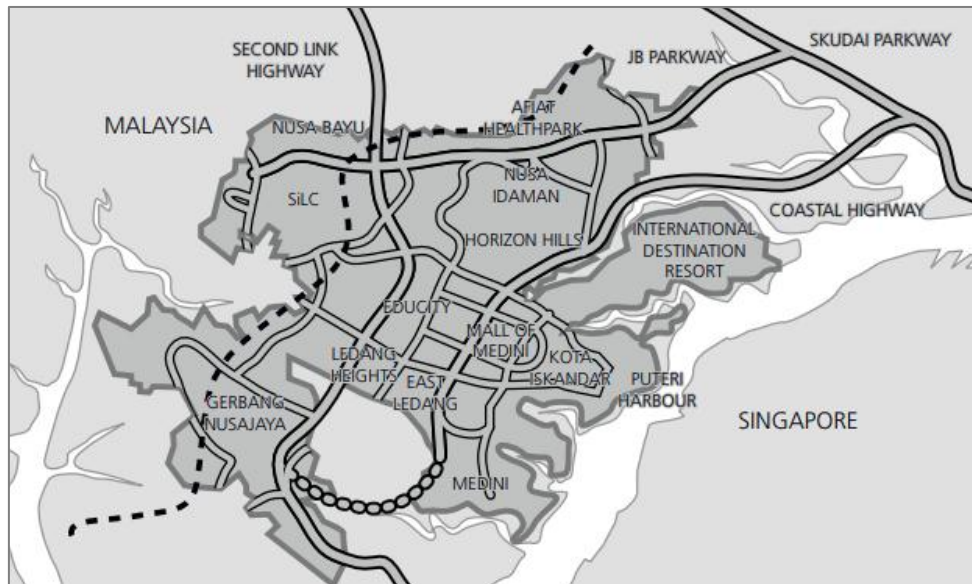 SECOND LINK
HIGHWAY
SKUDAI PARKWAY
JB PARKWAY
MALAYSIA
NUSA BAYU
AFIAT
HEALTHPARK
SiLC
NUSA
IDAMAN
COASTAL HIGHWAY
HORIZON HILLS
INTERNATIONAL
DESTINATION
RESORT
EDUCITY
MALL OF
MEDINI
LEDANG
HEIGHTS
KOTA
ISKANDAR
EAST
LEDANG
PUTERI
HARBOUR
GERBANG
NUSAJAYA
SINGAPORE
MEDINI